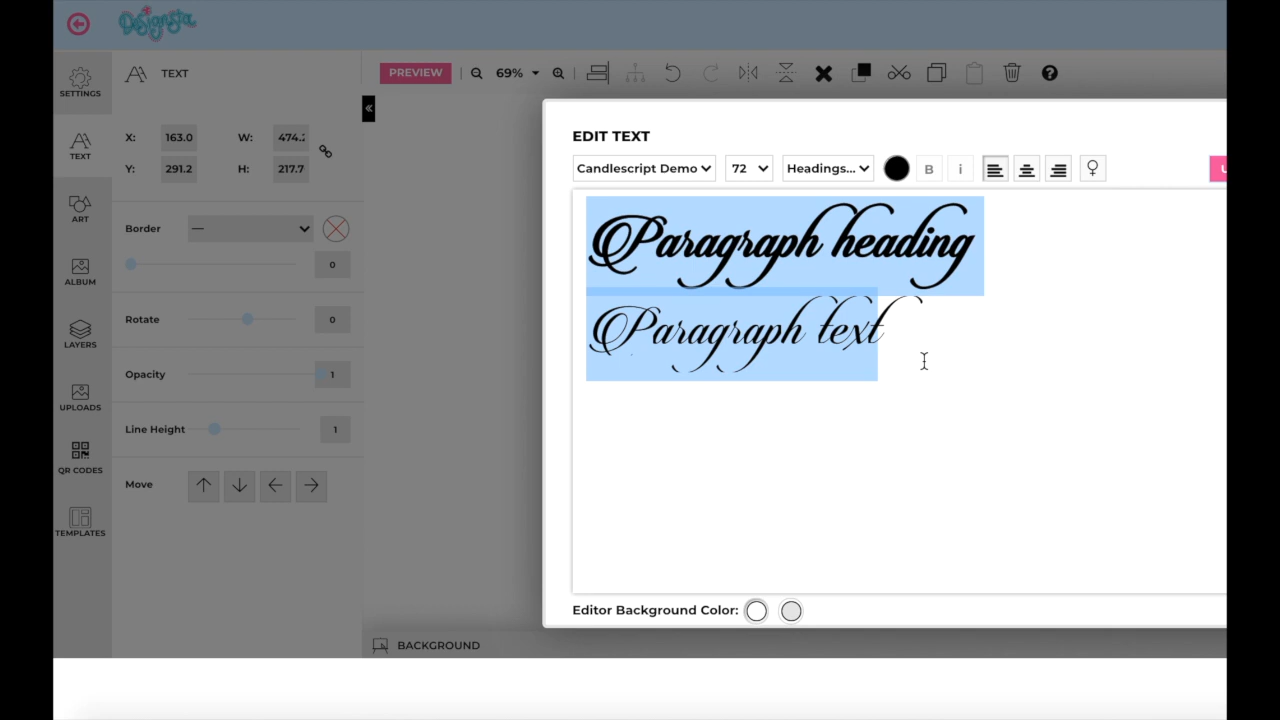 Designsta
SETTINGS
TEXT
ART
ALBUM
LAYERS
UPLOADS
QR CODES
TEMPLATES
TEXT
X: 163.0 W: 474.
Y: 291.2 H: 217.7
Border —
0
Rotate 0
Opacity 1
Line Height 1
Move
PREVIEW 69%
EDIT TEXT
Candlescript Demo 72 Headings... B i
Paragraph heading
Paragraph text
Editor Background Color:
BACKGROUND